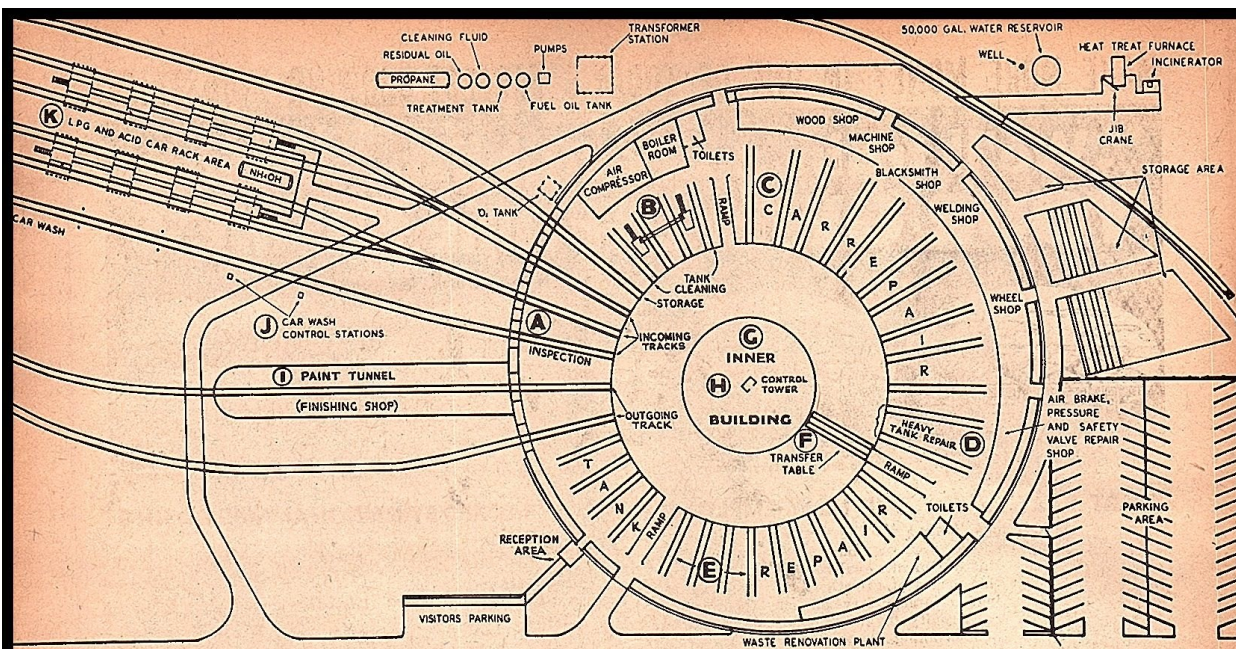 CLEANING FLUID
RESIDUAL OIL
PROPANE
PUMPS
TREATMENT TANK
FUEL OIL TANK
TRANSFORMER
STATION
50,000 GAL. WATER RESERVOIR
WELL
HEAT TREAT FURNACE
INCINERATOR
JIB
CRANE
STORAGE AREA
K
LPG AND ACID CAR RACK AREA
NH4OH
CAR WASH
O2 TANK
AIR
COMPRESSOR
BOILER
ROOM
TOILETS
WOOD SHOP
MACHINE
SHOP
BLACKSMITH
SHOP
WELDING
SHOP
WHEEL
SHOP
B
RAMP
C
CAR REPAIR
TANK
CLEANING
STORAGE
A
INSPECTION
INCOMING
TRACKS
J
CAR WASH
CONTROL STATIONS
I
PAINT TUNNEL
(FINISHING SHOP)
OUTGOING
TRACK
G
INNER
H
CONTROL
TOWER
BUILDING
F
TRANSFER
TABLE
HEAVY
TANK REPAIR
D
RAMP
AIR BRAKE,
PRESSURE
AND SAFETY
VALVE REPAIR
SHOP
PARKING
AREA
TOILETS
TANK
RAMP
E
REPAIR
RECEPTION
AREA
VISITORS PARKING
WASTE RENOVATION PLANT